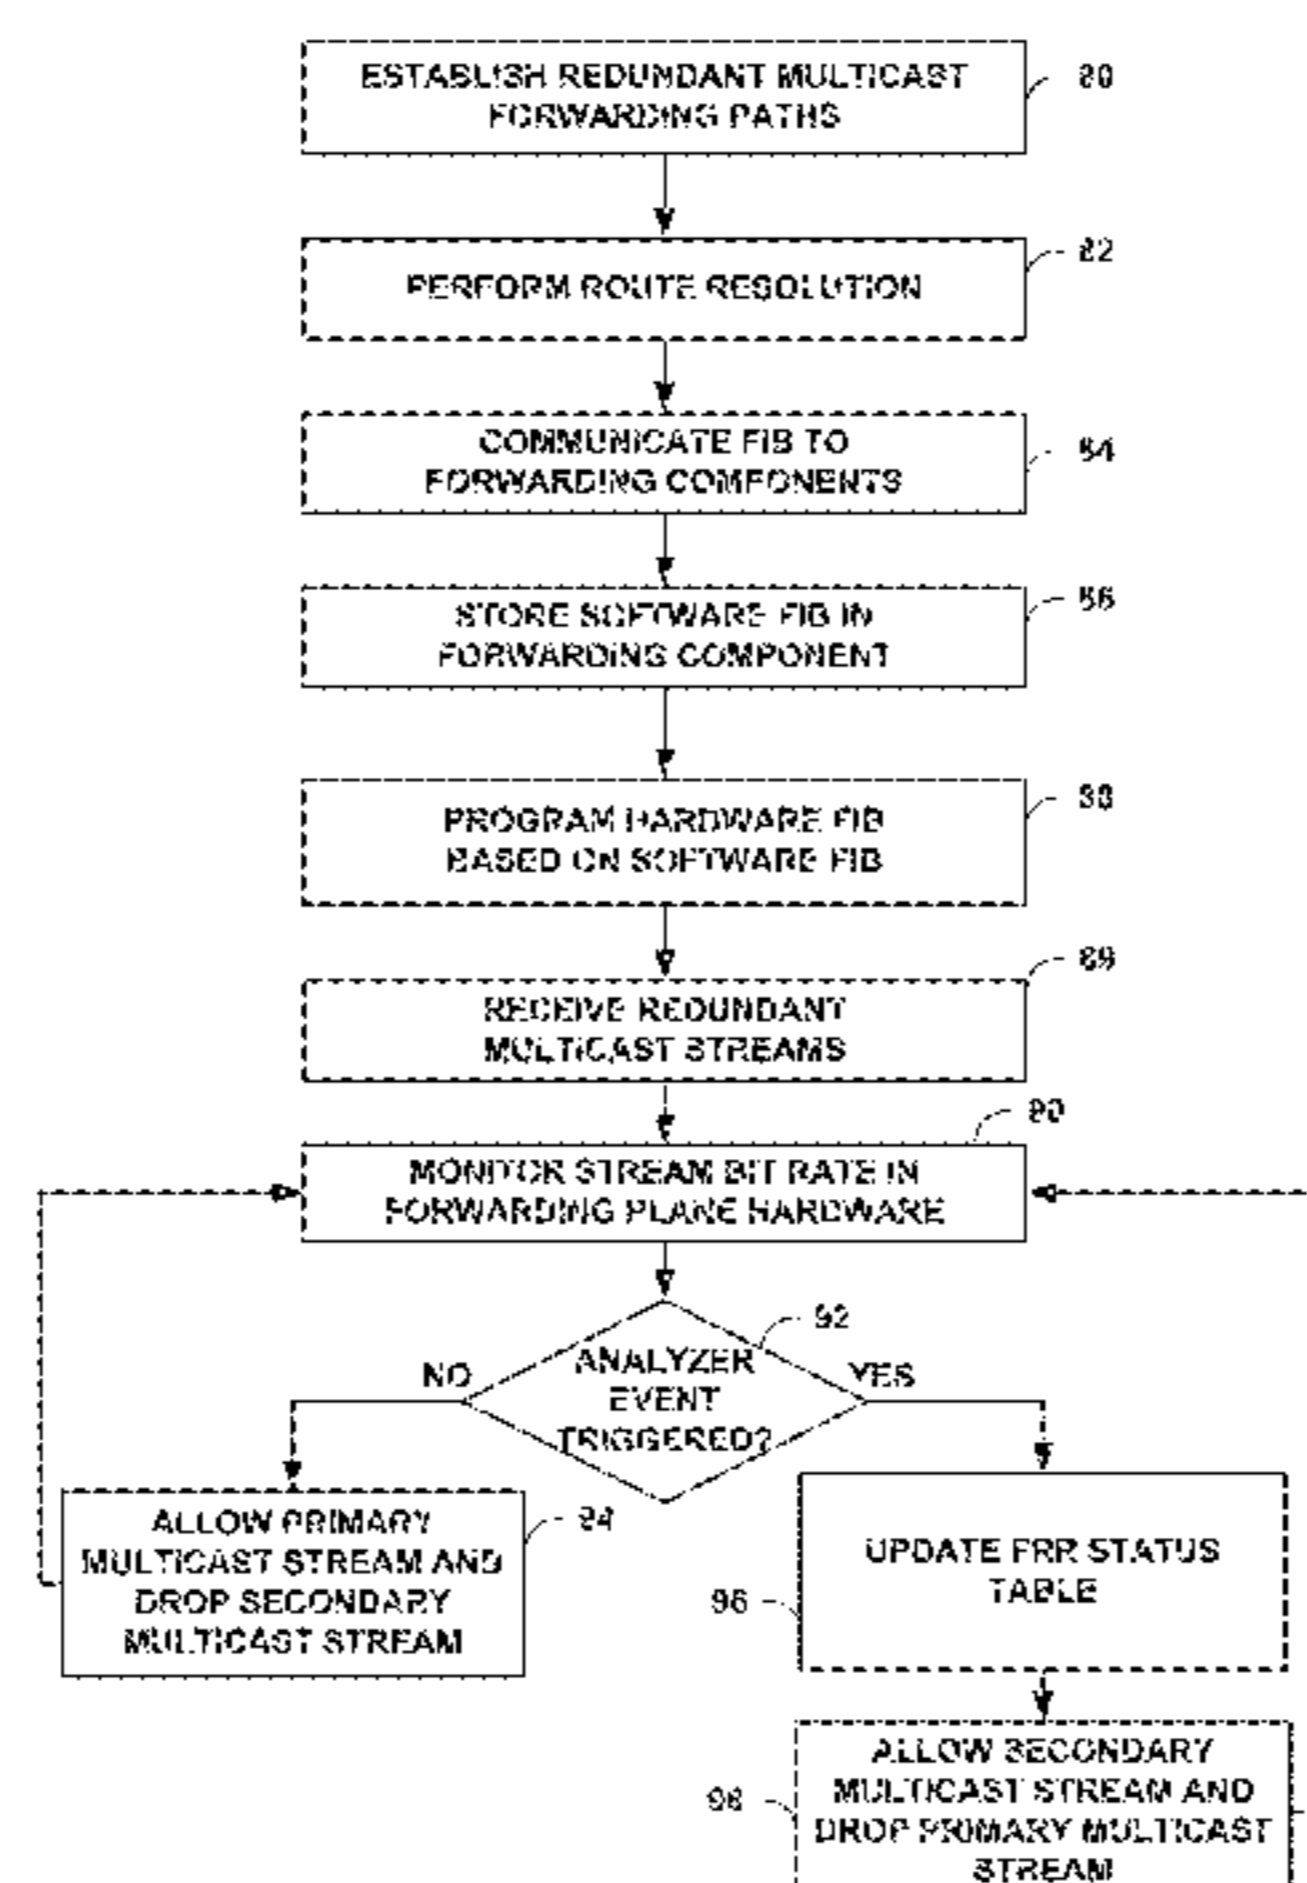 ESTABLISH REDUNDANT MULTICAST
FORWARDING PATHS
80
PERFORM ROUTE RESOLUTION
82
COMMUNICATE FIB TO
FORWARDING COMPONENTS
84
STORE SOFTWARE FIB IN
FORWARDING COMPONENT
86
PROGRAM HARDWARE FIB
BASED ON SOFTWARE FIB
88
RECEIVE REDUNDANT
MULTICAST STREAMS
89
MONITOR STREAM BIT RATE IN
FORWARDING PLANE HARDWARE
90
ANALYZER
EVENT
TRIGGERED?
92
NO
YES
ALLOW PRIMARY
MULTICAST STREAM AND
DROP SECONDARY
MULTICAST STREAM
94
UPDATE FRR STATUS
TABLE
96
ALLOW SECONDARY
MULTICAST STREAM AND
DROP PRIMARY MULTICAST
STREAM
98